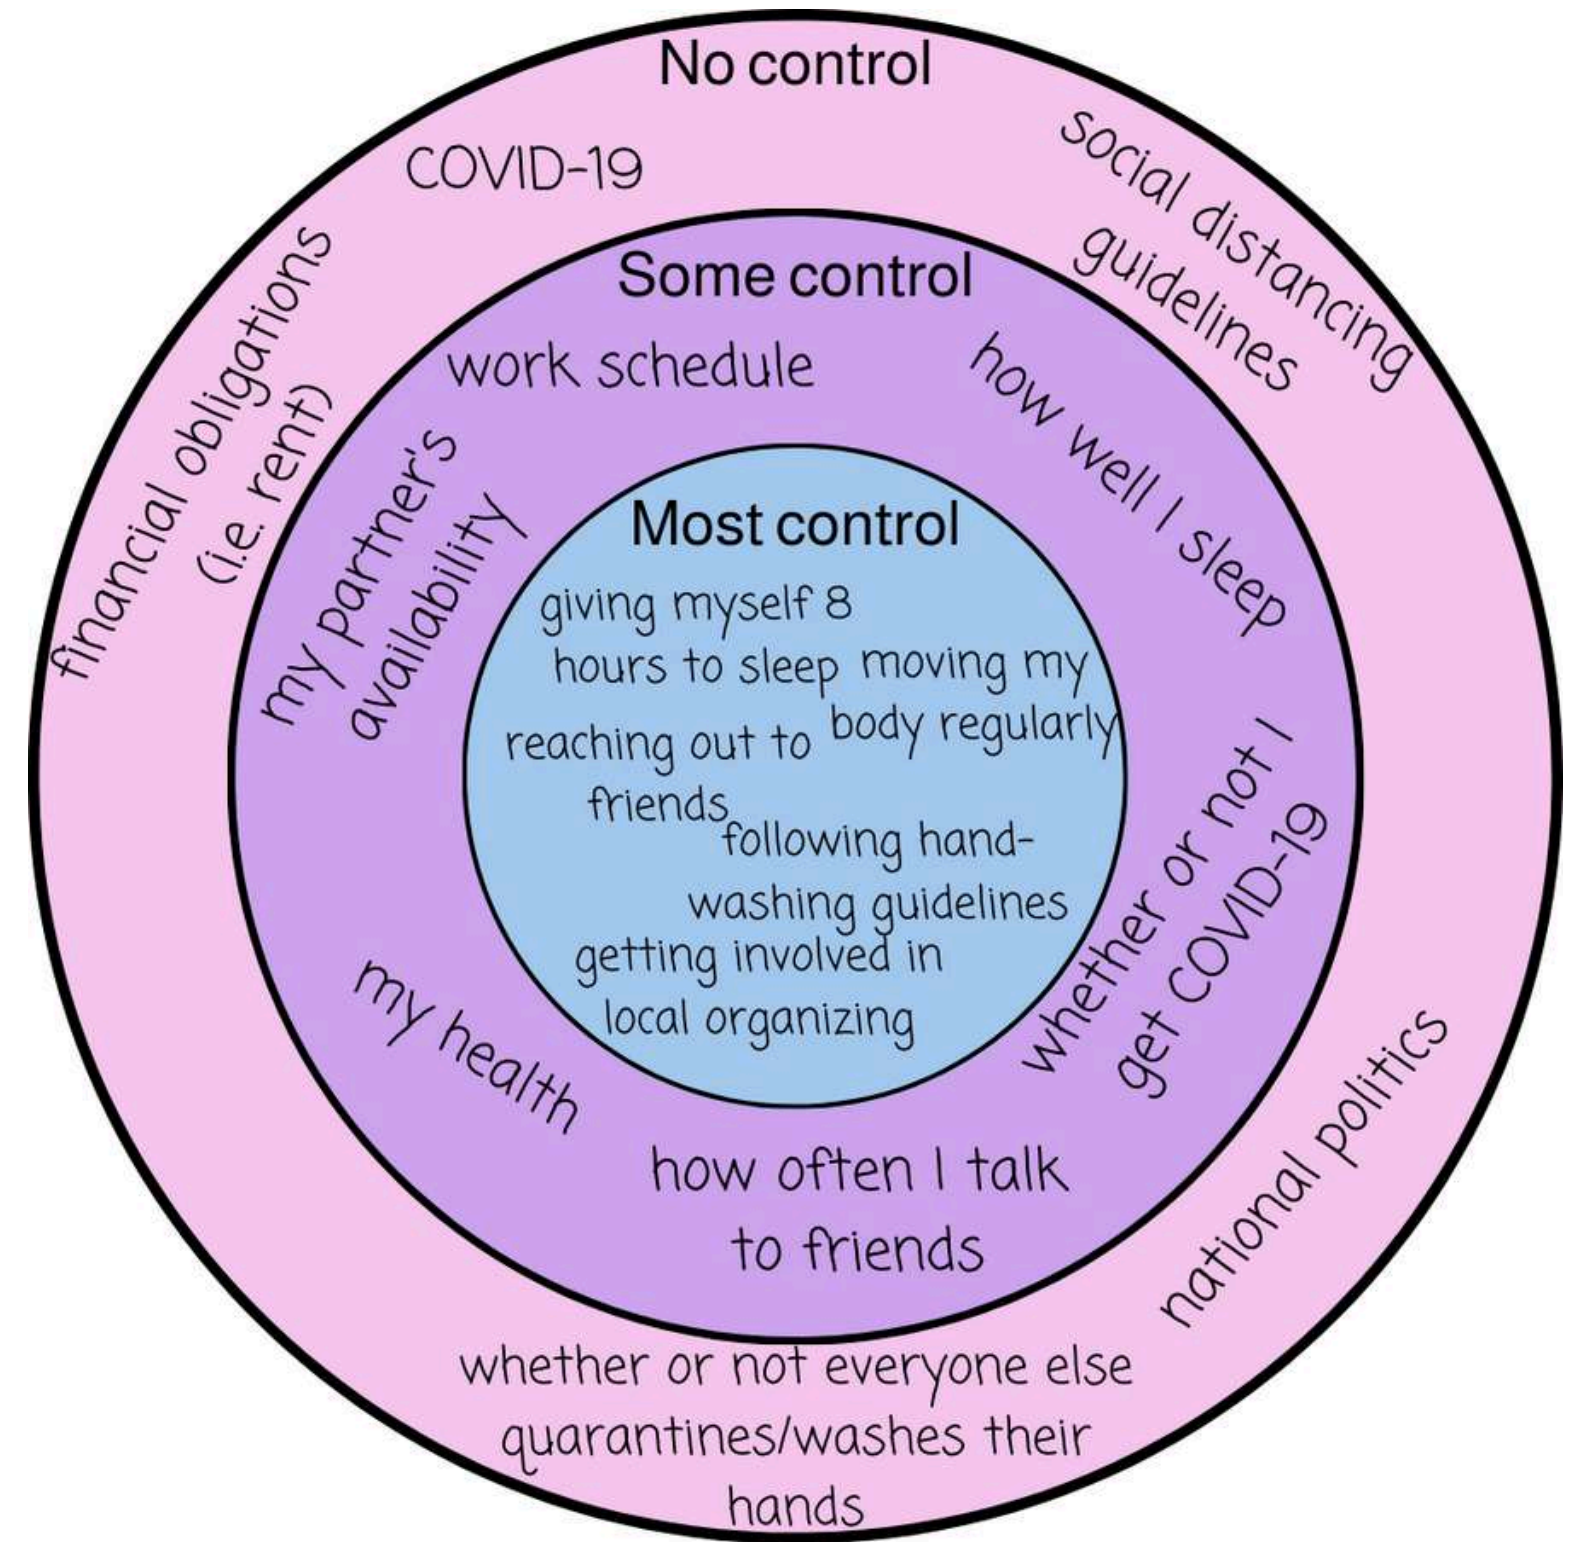 No control
COVID-19
social distancing
guidelines
financial obligations
(i.e. rent)
national politics
whether or not everyone else
quarantines/washes their
hands
Some control
work schedule
how well I sleep
my partner's
availability
whether or not I
get COVID-19
my health
how often I talk
to friends
Most control
giving myself 8
hours to sleep
moving my
body regularly
reaching out to
friends
following hand-
washing guidelines
getting involved in
local organizing